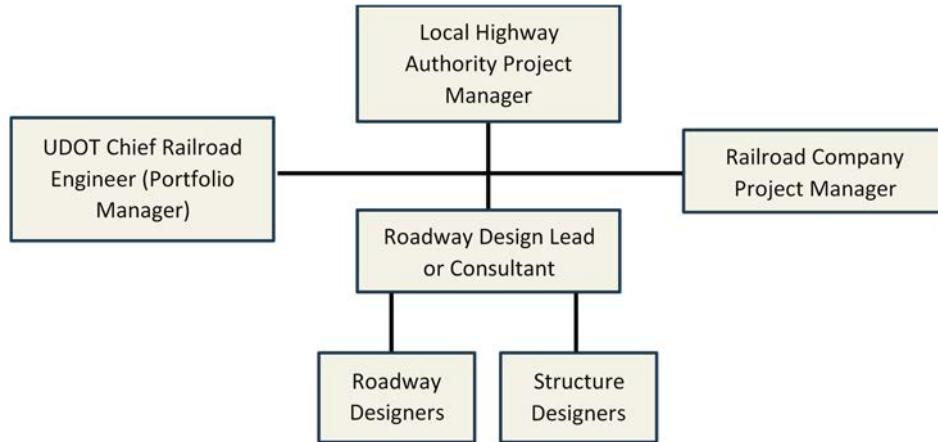 Local Highway
Authority Project
Manager
UDOT Chief Railroad
Engineer (Portfolio
Manager)
Railroad Company
Project Manager
Roadway Design Lead
or Consultant
Roadway
Designers
Structure
Designers